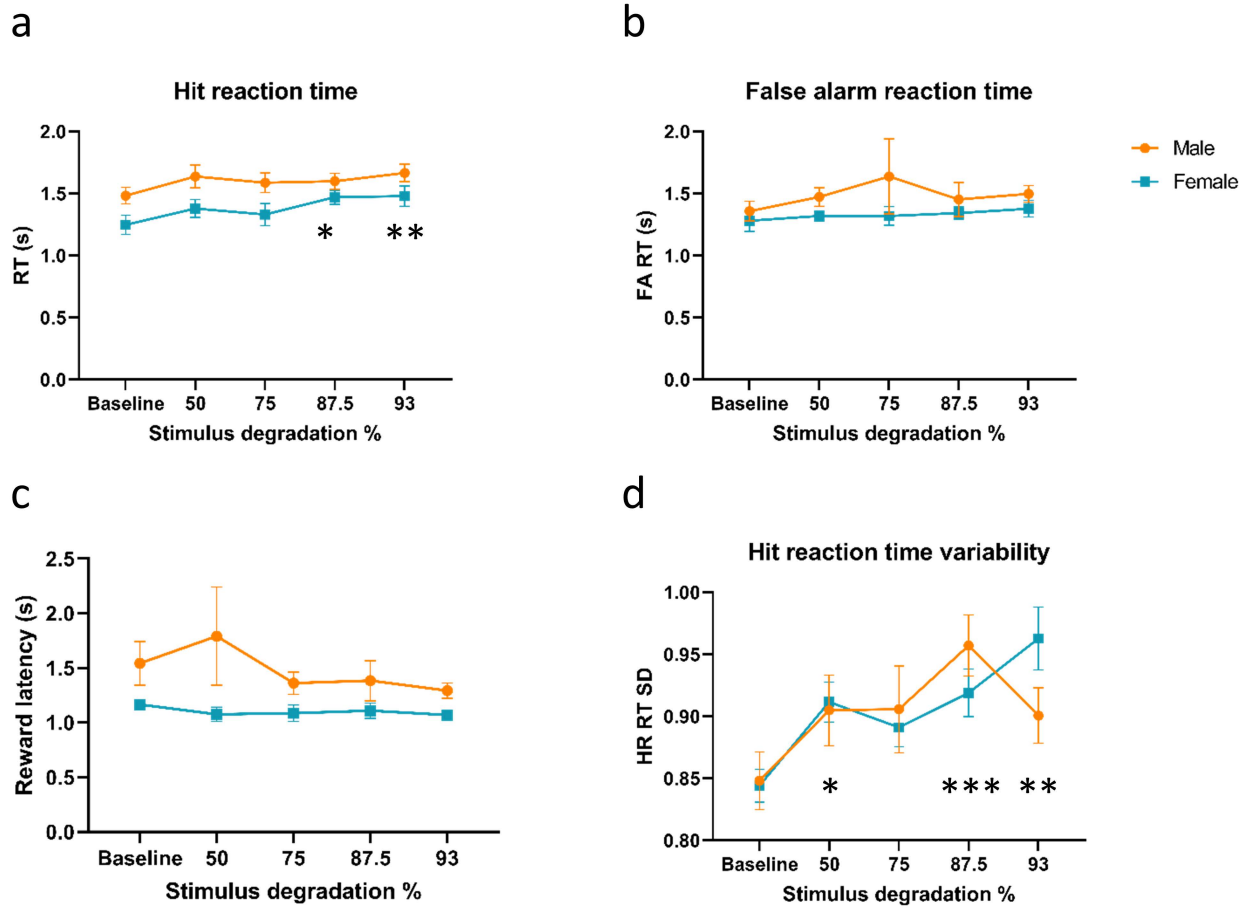 a
Hit reaction time
2.0
1.5
1.0
0.5
0.0
RT (s)
*
**
Baseline 50 75 87.5 93
Stimulus degradation %
b
False alarm reaction time
2.0
1.5
1.0
0.5
0.0
FA RT (s)
Baseline 50 75 87.5 93
Stimulus degradation %
Male
Female
c
2.5
2.0
1.5
1.0
0.5
0.0
Reward latency (s)
Baseline 50 75 87.5 93
Stimulus degradation %
d
Hit reaction time variability
1.00
0.95
0.90
0.85
0.80
HR RT SD
* *** **
Baseline 50 75 87.5 93
Stimulus degradation %